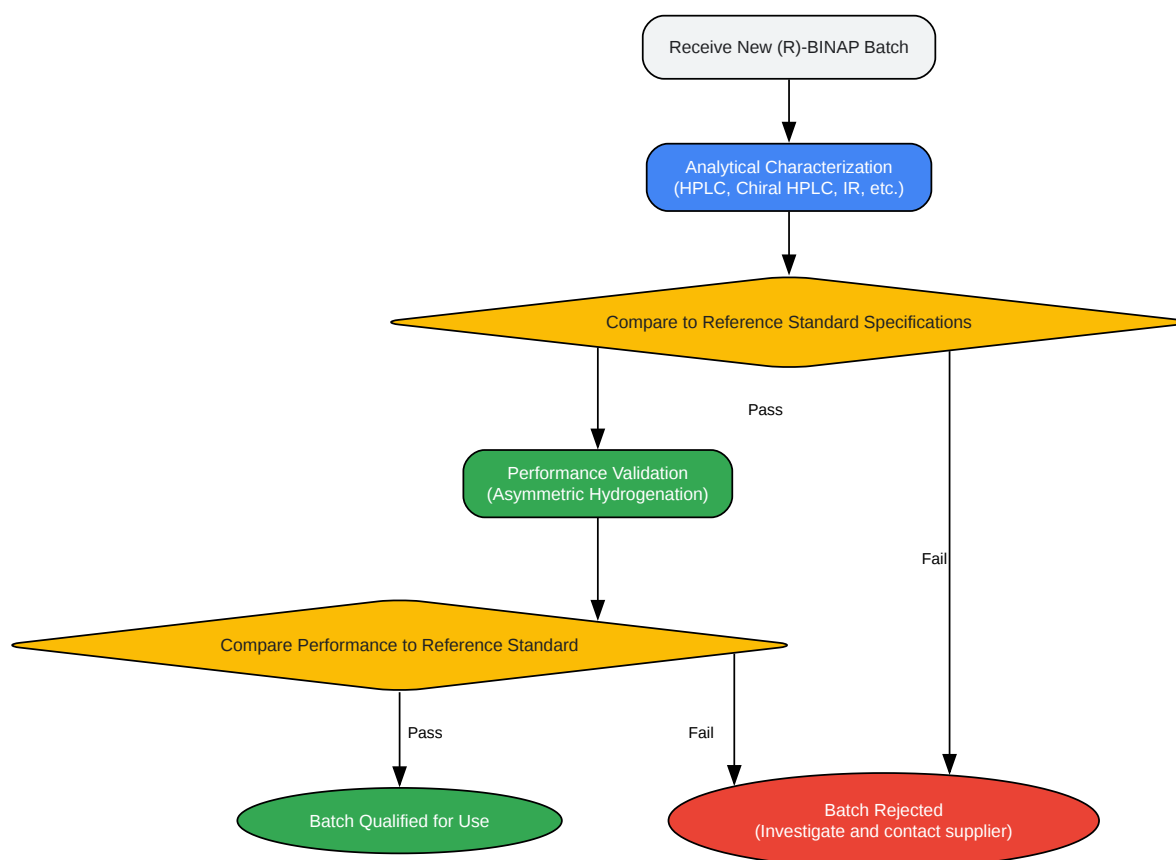 Receive New (R)-BINAP Batch
Analytical Characterization
(HPLC, Chiral HPLC, IR, etc.)
Compare to Reference Standard Specifications
Pass
Performance Validation
(Asymmetric Hydrogenation)
Fail
Compare Performance to Reference Standard
Pass
Fail
Batch Qualified for Use
Batch Rejected
(Investigate and contact supplier)